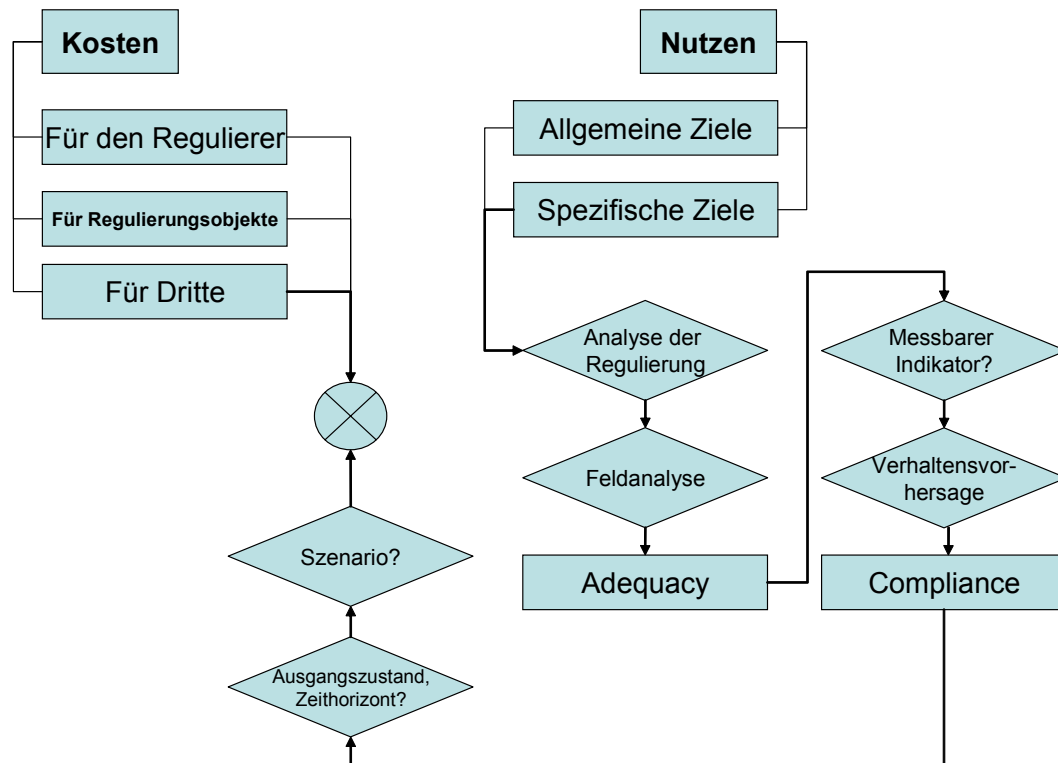 Kosten
Nutzen
Für den Regulierer
Allgemeine Ziele
Für Regulierungsobjekte
Spezifische Ziele
Für Dritte
Analyse der
Regulierung
Messbarer
Indikator?
Feldanalyse
Verhaltensvor-
hersage
Szenario?
Adequacy
Compliance
Ausgangszustand,
Zeithorizont?